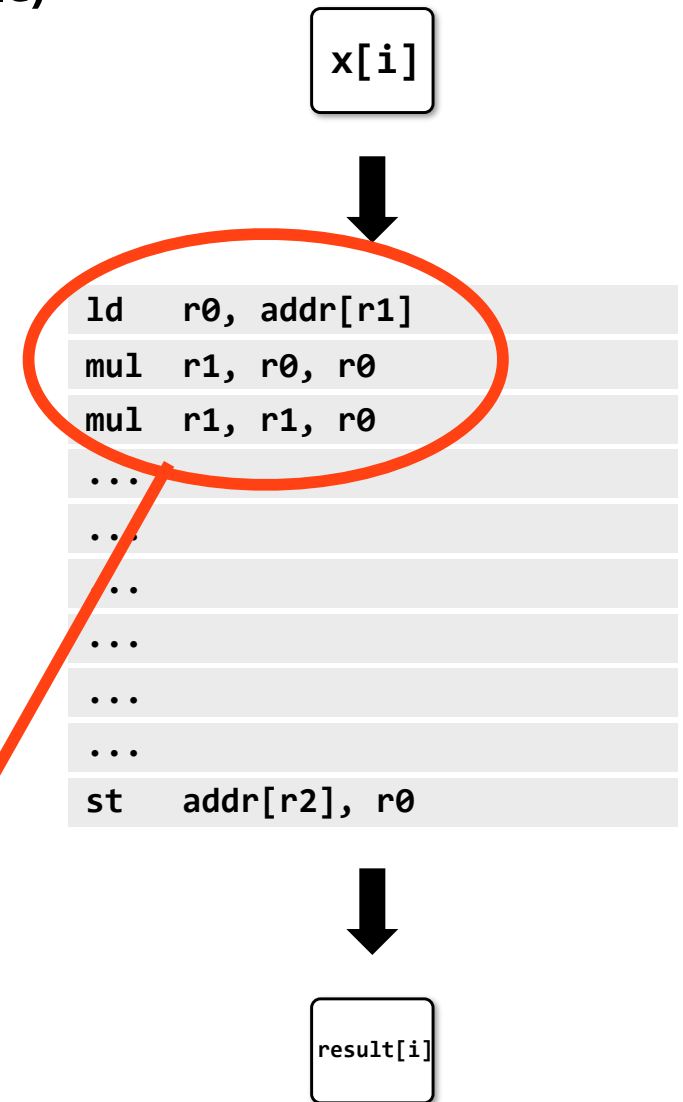 x[i]
ld r0, addr[r1]
mul r1, r0, r0
mul r1, r1, r0
...
...
...
...
...
...
st addr[r2], r0
result[i]